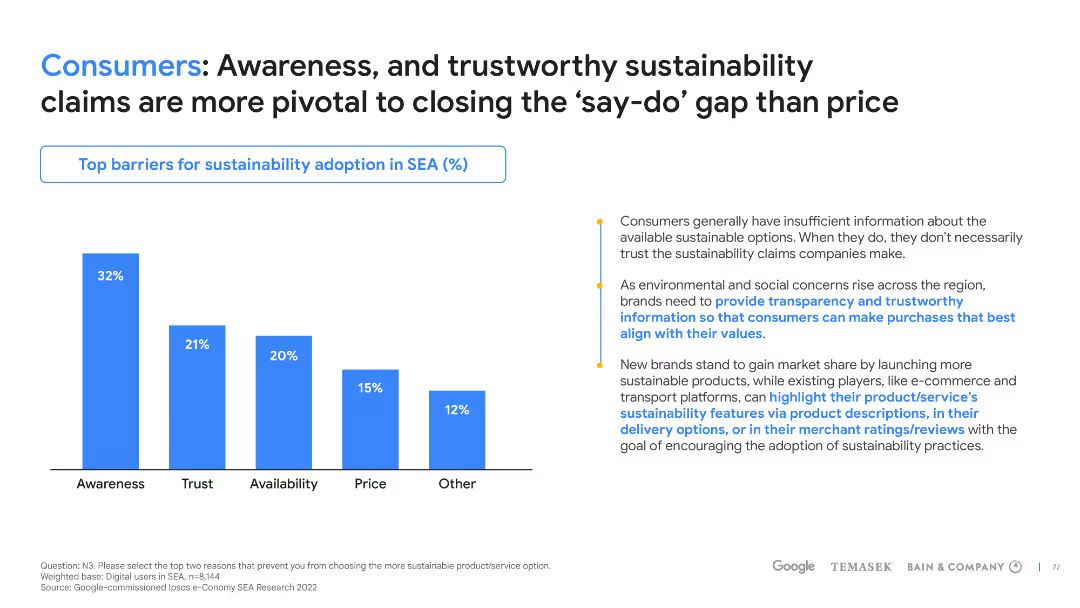 Consumers: Awareness, and trustworthy sustainability
claims are more pivotal to closing the ‘say-do’ gap than price
Top barriers for sustainability adoption in SEA (%)
32%
21%
20%
15%
12%
Awareness
Trust
Availability
Price
Other
Consumers generally have insufficient information about the
available sustainable options. When they do, they don’t necessarily
trust the sustainability claims companies make.
As environmental and social concerns rise across the region,
brands need to provide transparency and trustworthy
information so that consumers can make purchases that best
align with their values.
New brands stand to gain market share by launching more
sustainable products, while existing players, like e-commerce and
transport platforms, can highlight their product/service’s
sustainability features via product descriptions, in their
delivery options, or in their merchant ratings/reviews with the
goal of encouraging the adoption of sustainability practices.
Question: N3. Please select the top two reasons that prevent you from choosing the more sustainable product/service option.
Weighted base: Digital users in SEA, n=8,144
Source: Google-commissioned Ipsos e-Conomy SEA Research 2022
Google TEMASEK BAIN & COMPANY | 77